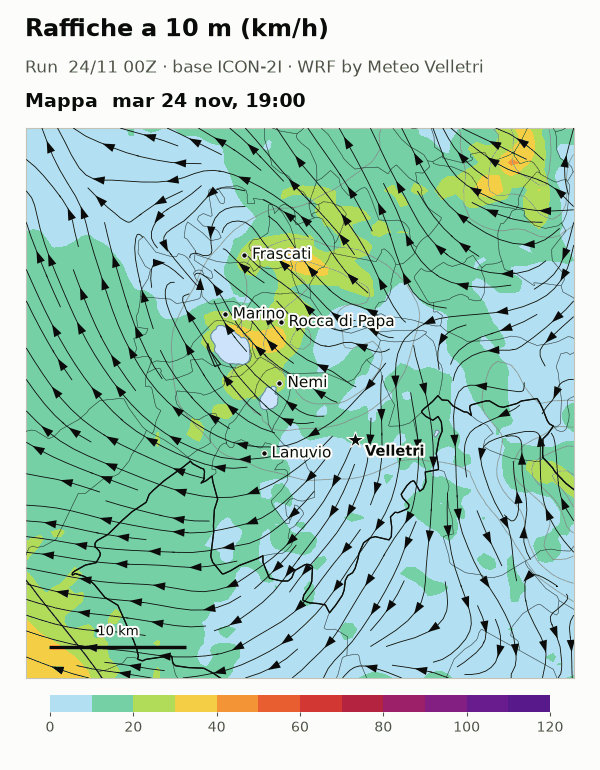 Raffiche a 10 m (km/h)
Run  24/11 00Z · base ICON-2I · WRF by Meteo Velletri
Mappa  mar 24 nov, 19:00
Frascati
Marino
Rocca di Papa
Nemi
Velletri
Lanuvio
10 km
0 20 40 60 80 100 120